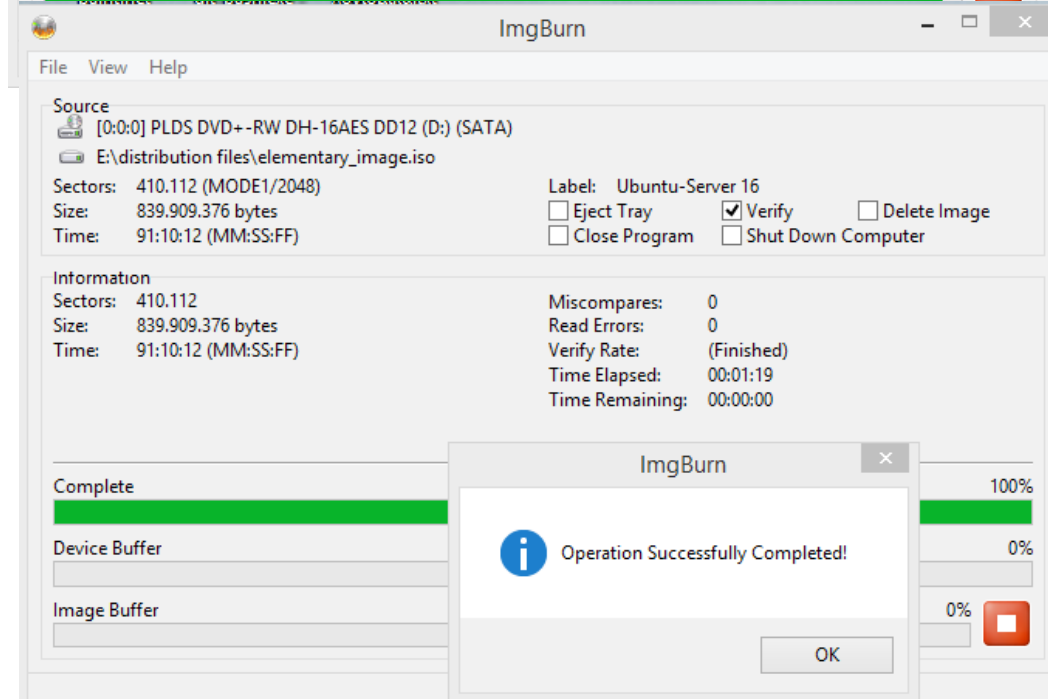 ImgBurn
File View Help
Source
[0:0:0] PLDS DVD+-RW DH-16AES DD12 (D:) (SATA)
E:\distribution files\elementary_image.iso
Sectors: 410.112 (MODE1/2048) Label: Ubuntu-Server 16
Size: 839.909.376 bytes Eject Tray Verify Delete Image
Time: 91:10:12 (MM:SS:FF) Close Program Shut Down Computer
Information
Sectors: 410.112 Miscompares: 0
Size: 839.909.376 bytes Read Errors: 0
Time: 91:10:12 (MM:SS:FF) Verify Rate: (Finished)
Time Elapsed: 00:01:19
Time Remaining: 00:00:00
ImgBurn
Complete 100%
Operation Successfully Completed!
Device Buffer 0%
Image Buffer 0%
OK